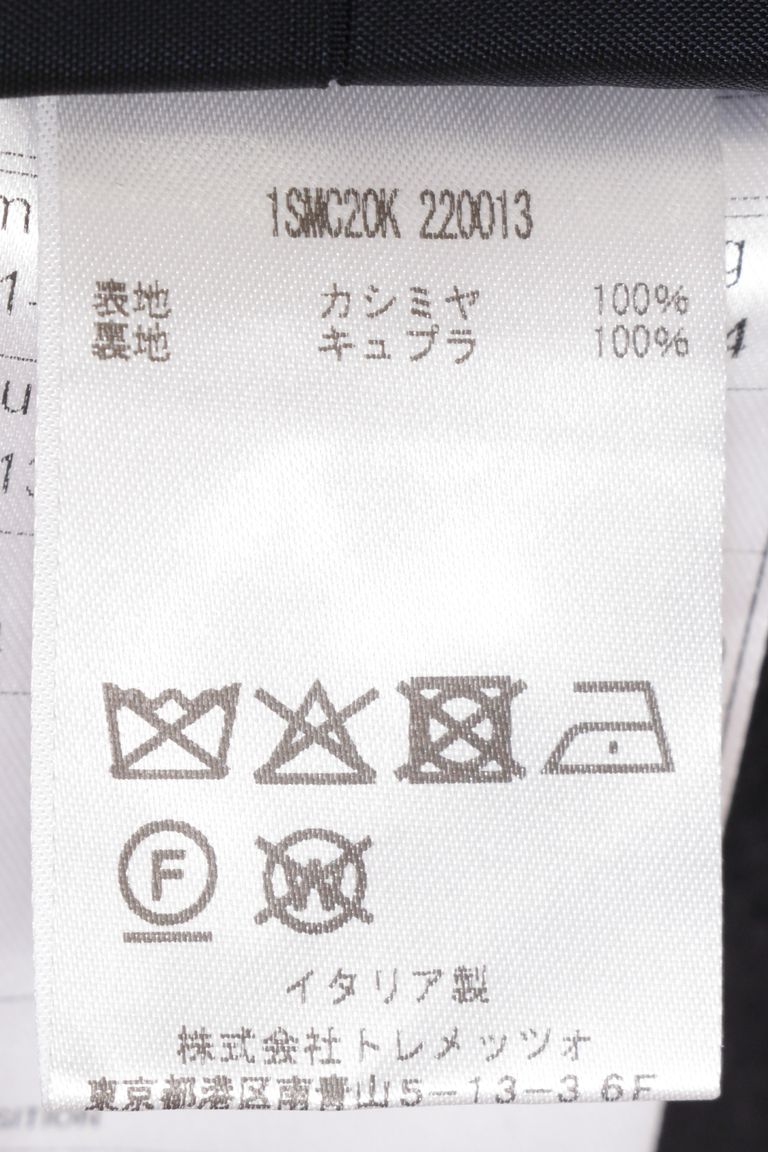 1SMC20K 220013
表地 カシミヤ 100%
裏地 キュプラ 100%
F
W
イタリア製
株式会社トレメッツォ
東京都港区南青山5-13-3 6F